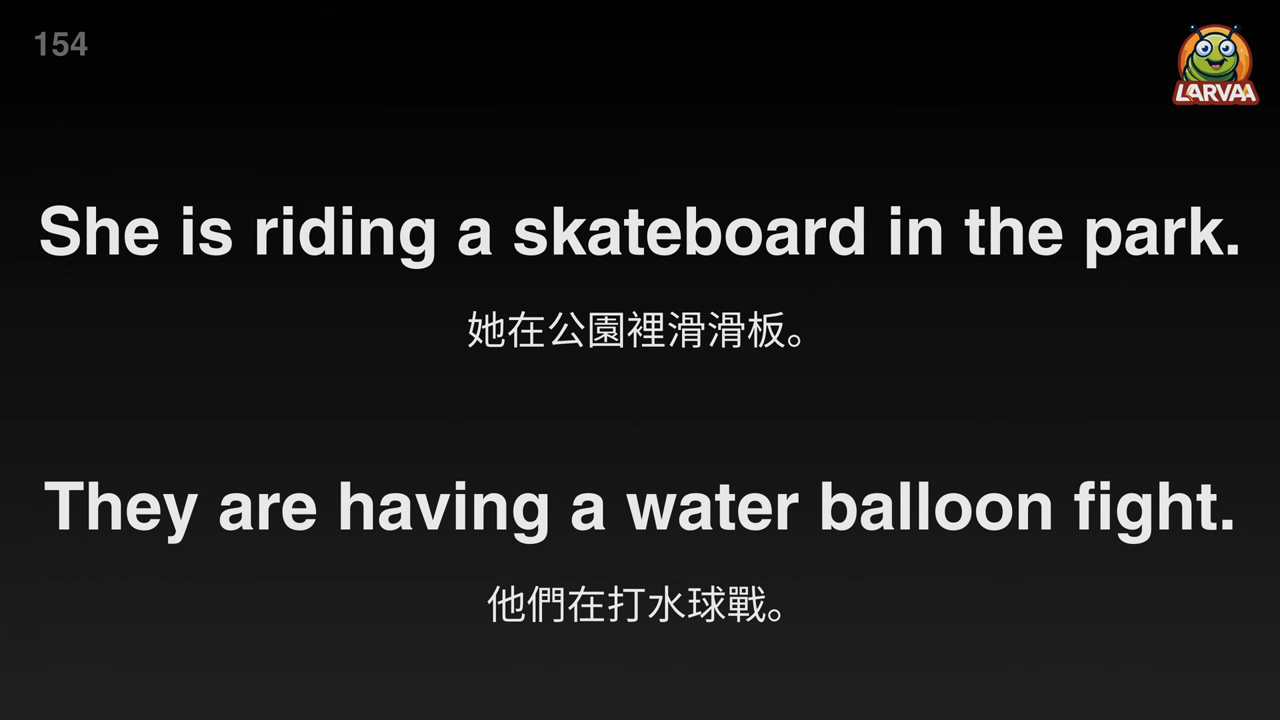 154
LARVAA
She is riding a skateboard in the park.
她在公園裡滑滑板。
They are having a water balloon fight.
他們在打水球戰。